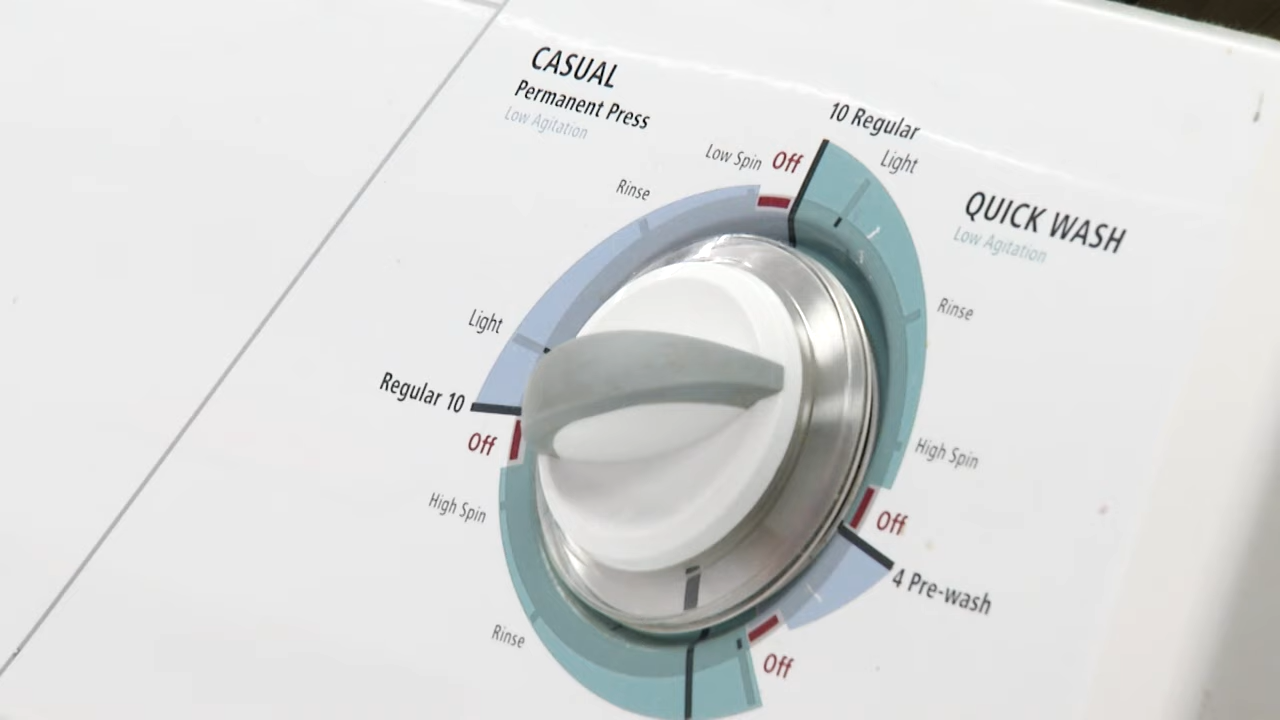 CASUAL
Permanent Press
Low Agitation
10 Regular
Light
Low Spin
Off
Rinse
QUICK WASH
Low Agitation
Rinse
Light
Regular 10
Off
High Spin
High Spin
Off
4 Pre-wash
Rinse
Off